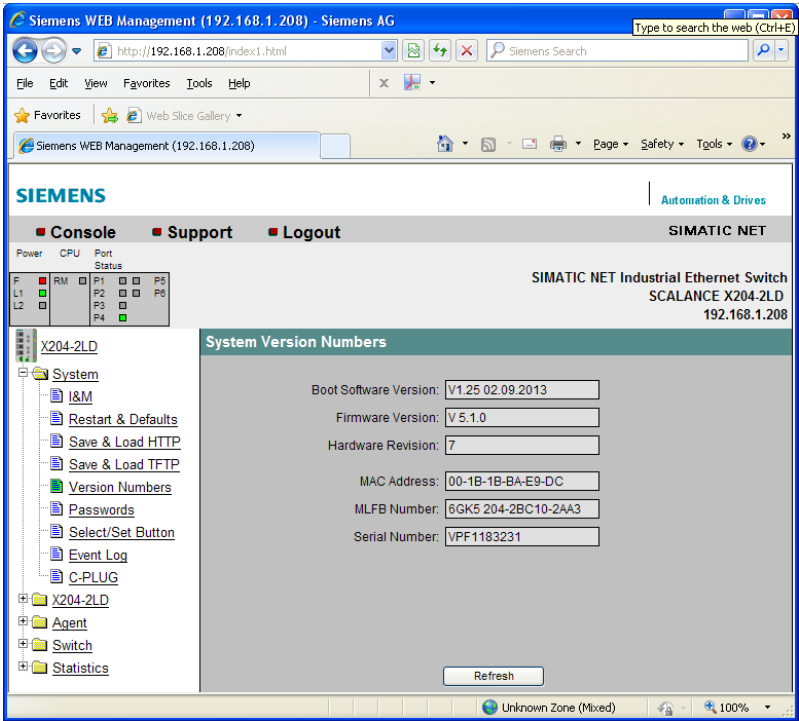 Siemens WEB Management (192.168.1.208) - Siemens AG
Type to search the web (Ctrl+E)
http://192.168.1.208/index1.html
Siemens Search
File Edit View Favorites Tools Help
x
Favorites Web Slice Gallery
Siemens WEB Management (192.168.1.208)
Page Safety Tools »
SIEMENS
Automation & Drives
Console Support Logout
SIMATIC NET
Power CPU Port
Status
F RM P1 P5
L1 P2 P6
L2 P3
P4
SIMATIC NET Industrial Ethernet Switch
SCALANCE X204-2LD
192.168.1.208
X204-2LD
System
I&M
Restart & Defaults
Save & Load HTTP
Save & Load TFTP
Version Numbers
Passwords
Select/Set Button
Event Log
C-PLUG
X204-2LD
Agent
Switch
Statistics
System Version Numbers
Boot Software Version: V1.25 02.09.2013
Firmware Version: V 5.1.0
Hardware Revision: 7
MAC Address: 00-1B-1B-BA-E9-DC
MLFB Number: 6GK5 204-2BC10-2AA3
Serial Number: VPF1183231
Refresh
Unknown Zone (Mixed)
100%